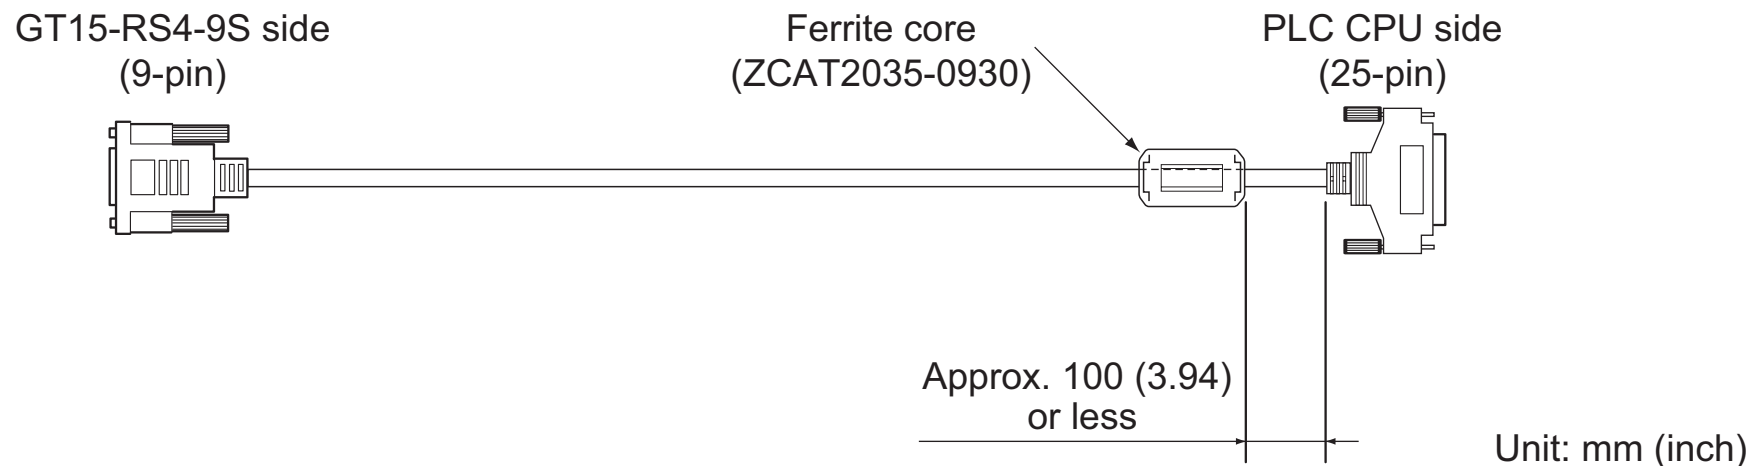 GT15-RS4-9S side
(9-pin)
Ferrite core
(ZCAT2035-0930)
PLC CPU side
(25-pin)
Approx. 100 (3.94)
or less
Unit: mm (inch)